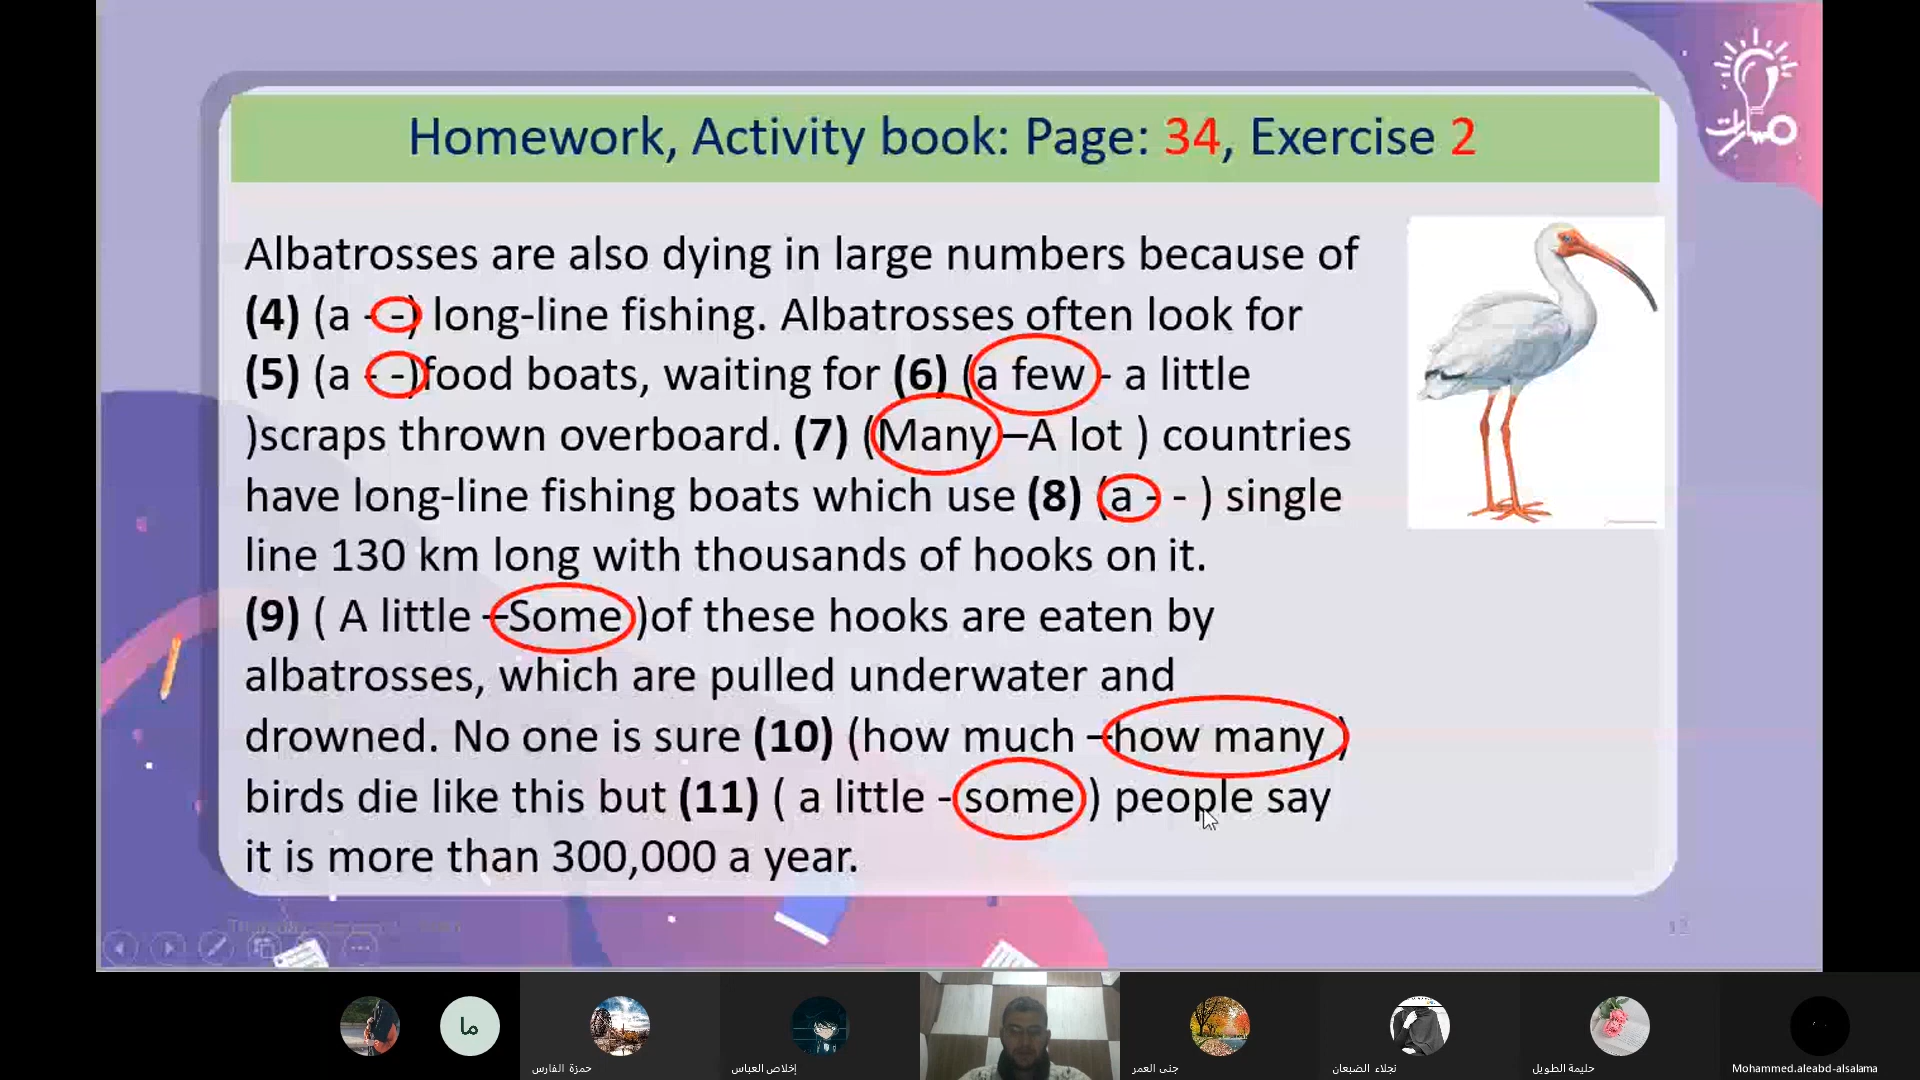 Homework, Activity book: Page: 34, Exercise 2
Albatrosses are also dying in large numbers because of
(4) (a - -) long-line fishing. Albatrosses often look for
(5) (a - -)food boats, waiting for (6) (a few - a little
)scraps thrown overboard. (7) (Many –A lot ) countries
have long-line fishing boats which use (8) (a - - ) single
line 130 km long with thousands of hooks on it.
(9) ( A little –Some )of these hooks are eaten by
albatrosses, which are pulled underwater and
drowned. No one is sure (10) (how much –how many )
birds die like this but (11) ( a little - some ) people say
it is more than 300,000 a year.
ما
حمزة الفارس
إخلاص العباس
جنى العمر
نجلاء الضبعان
حليمة الطويل
Mohammed.aleabd-alsalama